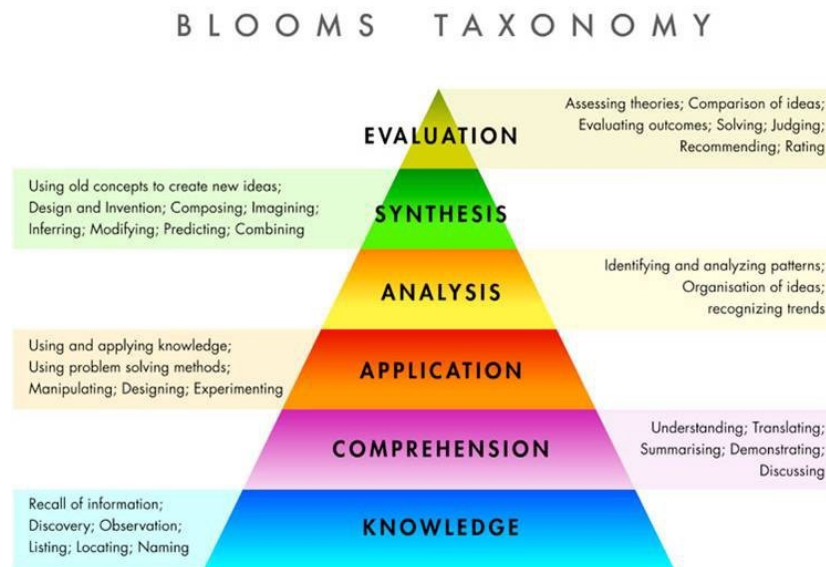 BLOOMS TAXONOMY
EVALUATION
Assessing theories; Comparison of ideas;
Evaluating outcomes; Solving; Judging;
Recommending; Rating
Using old concepts to create new ideas;
Design and Invention; Composing; Imagining;
Inferring; Modifying; Predicting; Combining
SYNTHESIS
ANALYSIS
Identifying and analyzing patterns;
Organisation of ideas;
recognizing trends
Using and applying knowledge;
Using problem solving methods;
Manipulating; Designing; Experimenting
APPLICATION
COMPREHENSION
Understanding; Translating;
Summarising; Demonstrating;
Discussing
Recall of information;
Discovery; Observation;
Listing; Locating; Naming
KNOWLEDGE